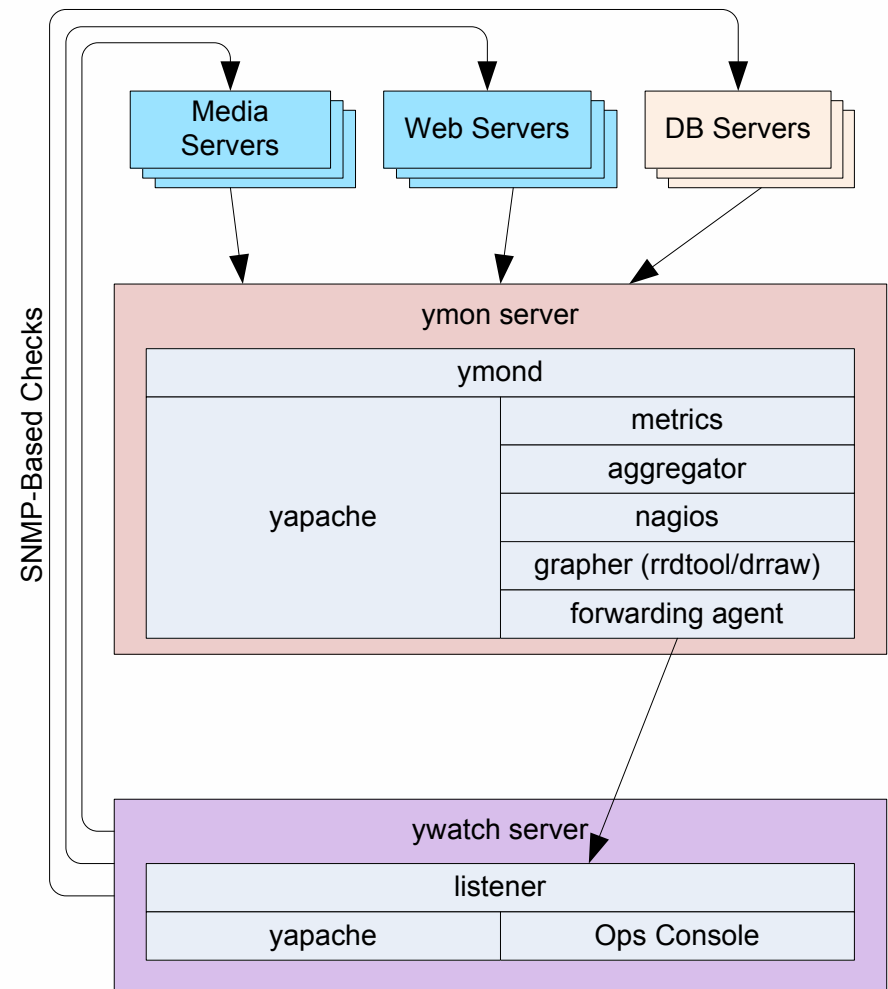 Media
Servers
Web Servers
DB Servers
SNMP-Based Checks
ymon server
ymond
yapache
metrics
aggregator
nagios
grapher (rrdtool/drraw)
forwarding agent
ywatch server
listener
yapache
Ops Console